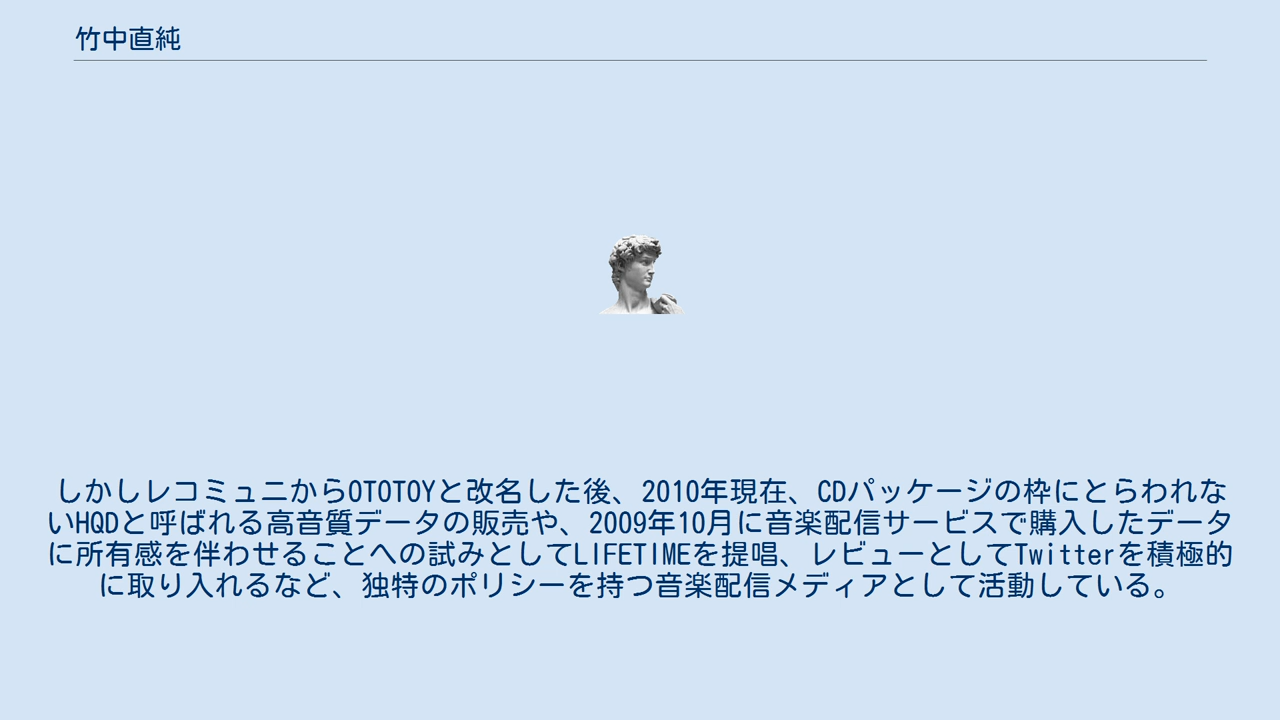 竹中直純
しかしレコミュニからOTOTOYと改名した後、2010年現在、CDパッケージの枠にとらわれな
いHQDと呼ばれる高音質データの販売や、2009年10月に音楽配信サービスで購入したデータ
に所有感を伴わせることへの試みとしてLIFETIMEを提唱、レビューとしてTwitterを積極的
に取り入れるなど、独特のポリシーを持つ音楽配信メディアとして活動している。